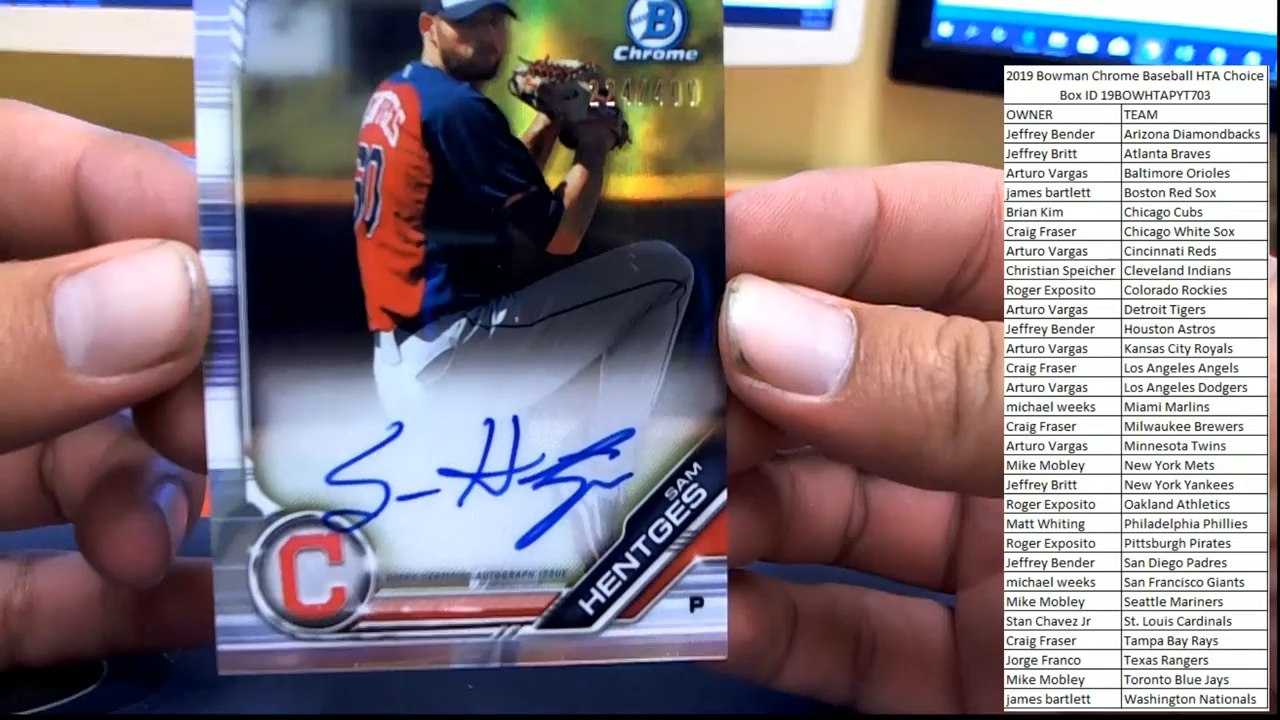 B
Chrome
60
SAM
HENTGES
C
CERTIFIED AUTOGRAPH ISSUE
P
2019 Bowman Chrome Baseball HTA Choice
Box ID 19BOWHTAPYT703
OWNER TEAM
Jeffrey Bender Arizona Diamondbacks
Jeffrey Britt Atlanta Braves
Arturo Vargas Baltimore Orioles
james bartlett Boston Red Sox
Brian Kim Chicago Cubs
Craig Fraser Chicago White Sox
Arturo Vargas Cincinnati Reds
Christian Speicher Cleveland Indians
Roger Exposito Colorado Rockies
Arturo Vargas Detroit Tigers
Jeffrey Bender Houston Astros
Arturo Vargas Kansas City Royals
Craig Fraser Los Angeles Angels
Arturo Vargas Los Angeles Dodgers
michael weeks Miami Marlins
Craig Fraser Milwaukee Brewers
Arturo Vargas Minnesota Twins
Mike Mobley New York Mets
Jeffrey Britt New York Yankees
Roger Exposito Oakland Athletics
Matt Whiting Philadelphia Phillies
Roger Exposito Pittsburgh Pirates
Jeffrey Bender San Diego Padres
michael weeks San Francisco Giants
Mike Mobley Seattle Mariners
Stan Chavez Jr St. Louis Cardinals
Craig Fraser Tampa Bay Rays
Jorge Franco Texas Rangers
Mike Mobley Toronto Blue Jays
james bartlett Washington Nationals